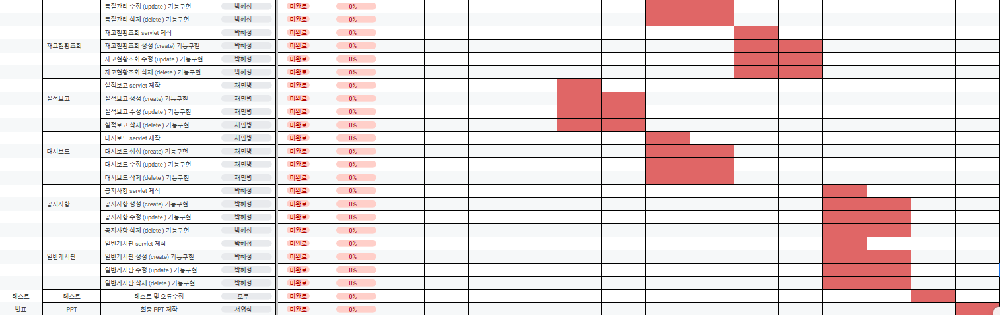 품질관리 수정 (update ) 기능구현 박혜성 미완료 0%
품질관리 삭제 (delete ) 기능구현 박혜성 미완료 0%
재고현황조회 servlet 제작 박혜성 미완료 0%
재고현황조회 재고현황조회 생성 (create) 기능구현 박혜성 미완료 0%
재고현황조회 수정 (update ) 기능구현 박혜성 미완료 0%
재고현황조회 삭제 (delete ) 기능구현 박혜성 미완료 0%
실적보고 servlet 제작 채민병 미완료 0%
실적보고 실적보고 생성 (create) 기능구현 채민병 미완료 0%
실적보고 수정 (update ) 기능구현 채민병 미완료 0%
실적보고 삭제 (delete ) 기능구현 채민병 미완료 0%
대시보드 servlet 제작 채민병 미완료 0%
대시보드 대시보드 생성 (create) 기능구현 채민병 미완료 0%
대시보드 수정 (update ) 기능구현 채민병 미완료 0%
대시보드 삭제 (delete ) 기능구현 채민병 미완료 0%
공지사항 servlet 제작 박혜성 미완료 0%
공지사항 공지사항 생성 (create) 기능구현 박혜성 미완료 0%
공지사항 수정 (update ) 기능구현 박혜성 미완료 0%
공지사항 삭제 (delete ) 기능구현 박혜성 미완료 0%
일반게시판 servlet 제작 박혜성 미완료 0%
일반게시판 일반게시판 생성 (create) 기능구현 박혜성 미완료 0%
일반게시판 수정 (update ) 기능구현 박혜성 미완료 0%
일반게시판 삭제 (delete ) 기능구현 박혜성 미완료 0%
테스트 테스트 테스트 및 오류수정 모두 미완료 0%
발표 PPT 최종 PPT 제작 서영석 미완료 0%